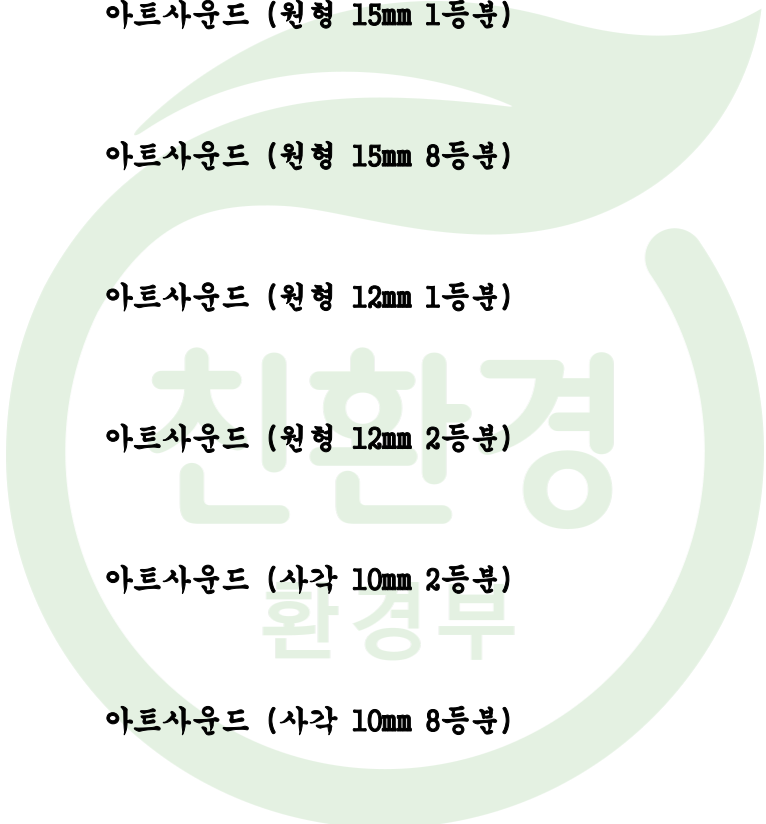 아트사운드 (원형 15mm 1등분)
아트사운드 (원형 15mm 8등분)
아트사운드 (원형 12mm 1등분)
친환경
아트사운드 (원형 12mm 2등분)
아트사운드 (사각 10mm 2등분)
환경부
아트사운드 (사각 10mm 8등분)